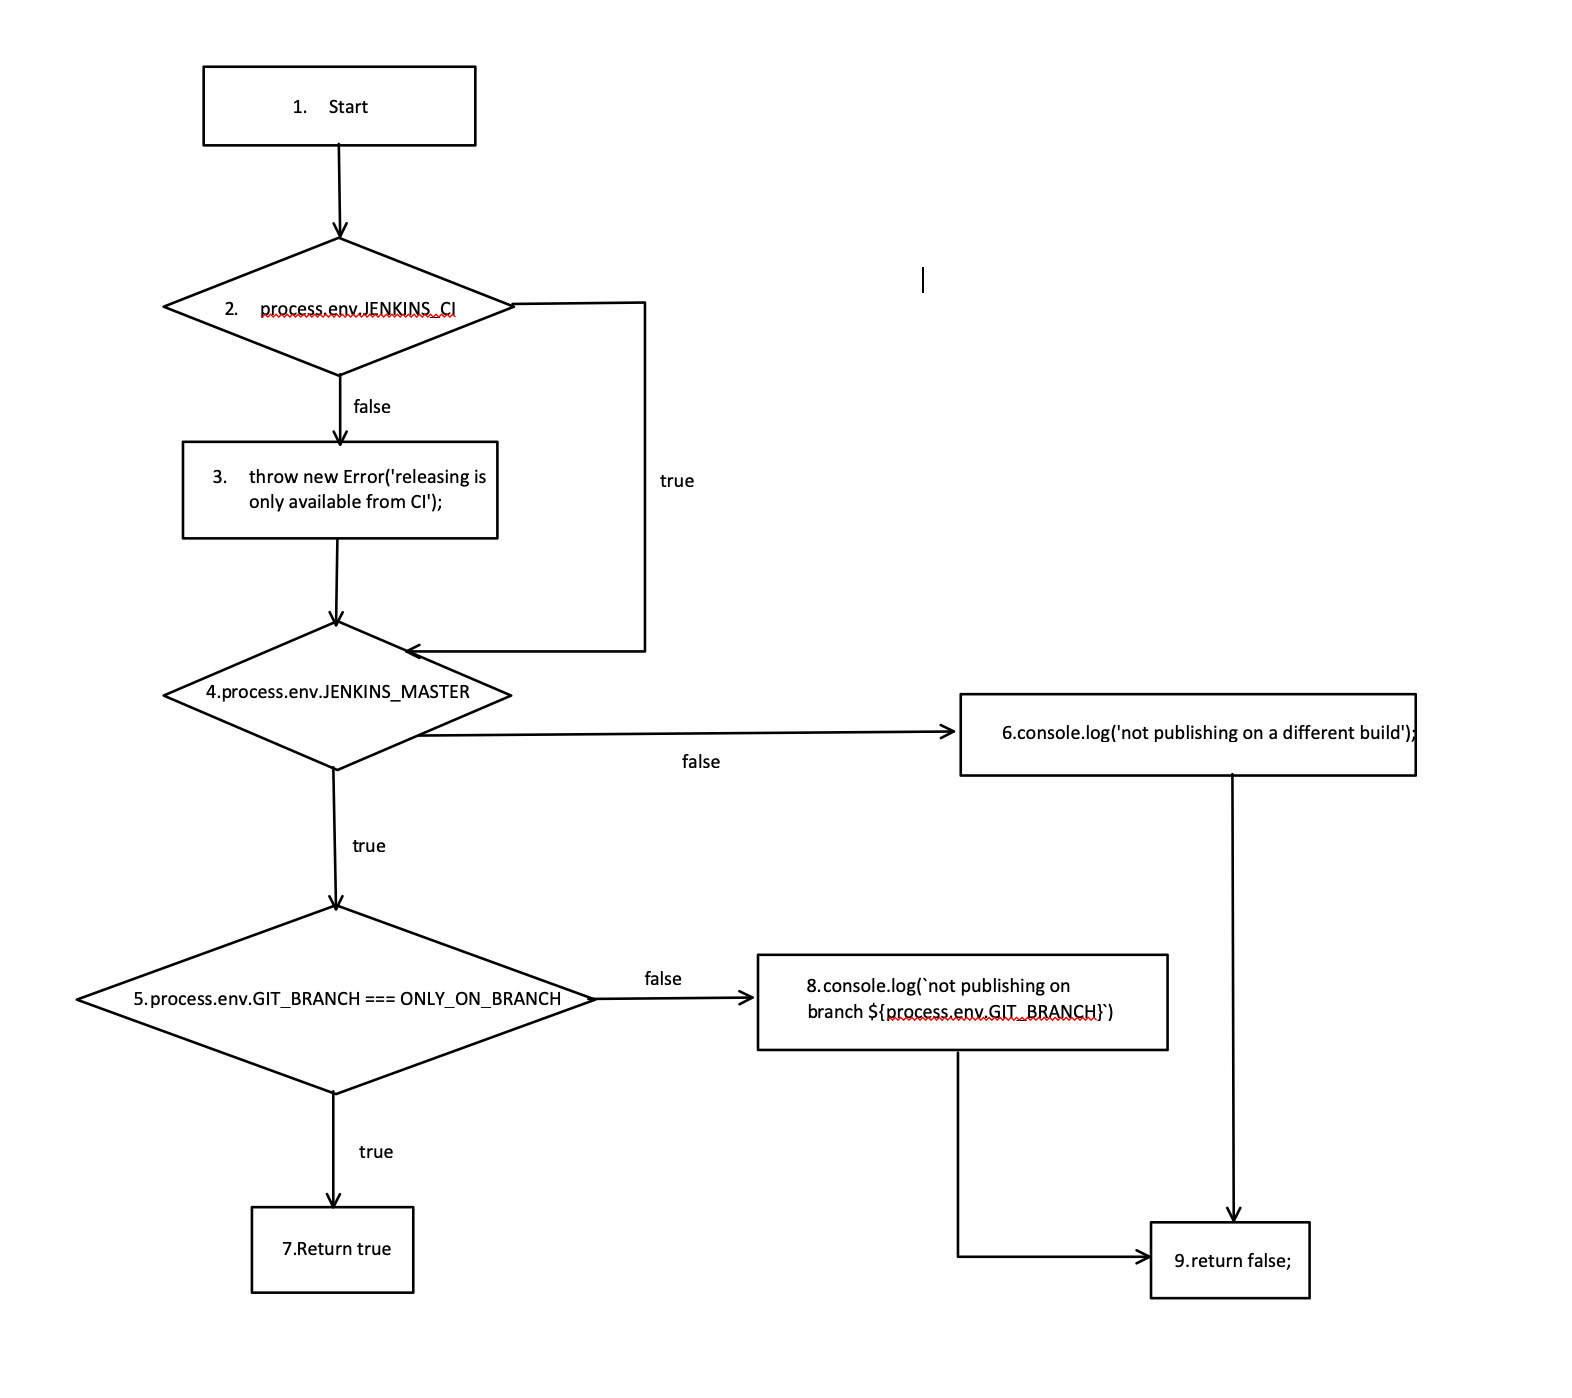 1. Start
2. process.env.JENKINS_CI
false
3. throw new Error('releasing is
only available from CI');
true
4.process.env.JENKINS_MASTER
6.console.log('not publishing on a different build');
false
true
5.process.env.GIT_BRANCH === ONLY_ON_BRANCH
false
8.console.log(`not publishing on
branch ${process.env.GIT_BRANCH}`)
true
7.Return true
9.return false;